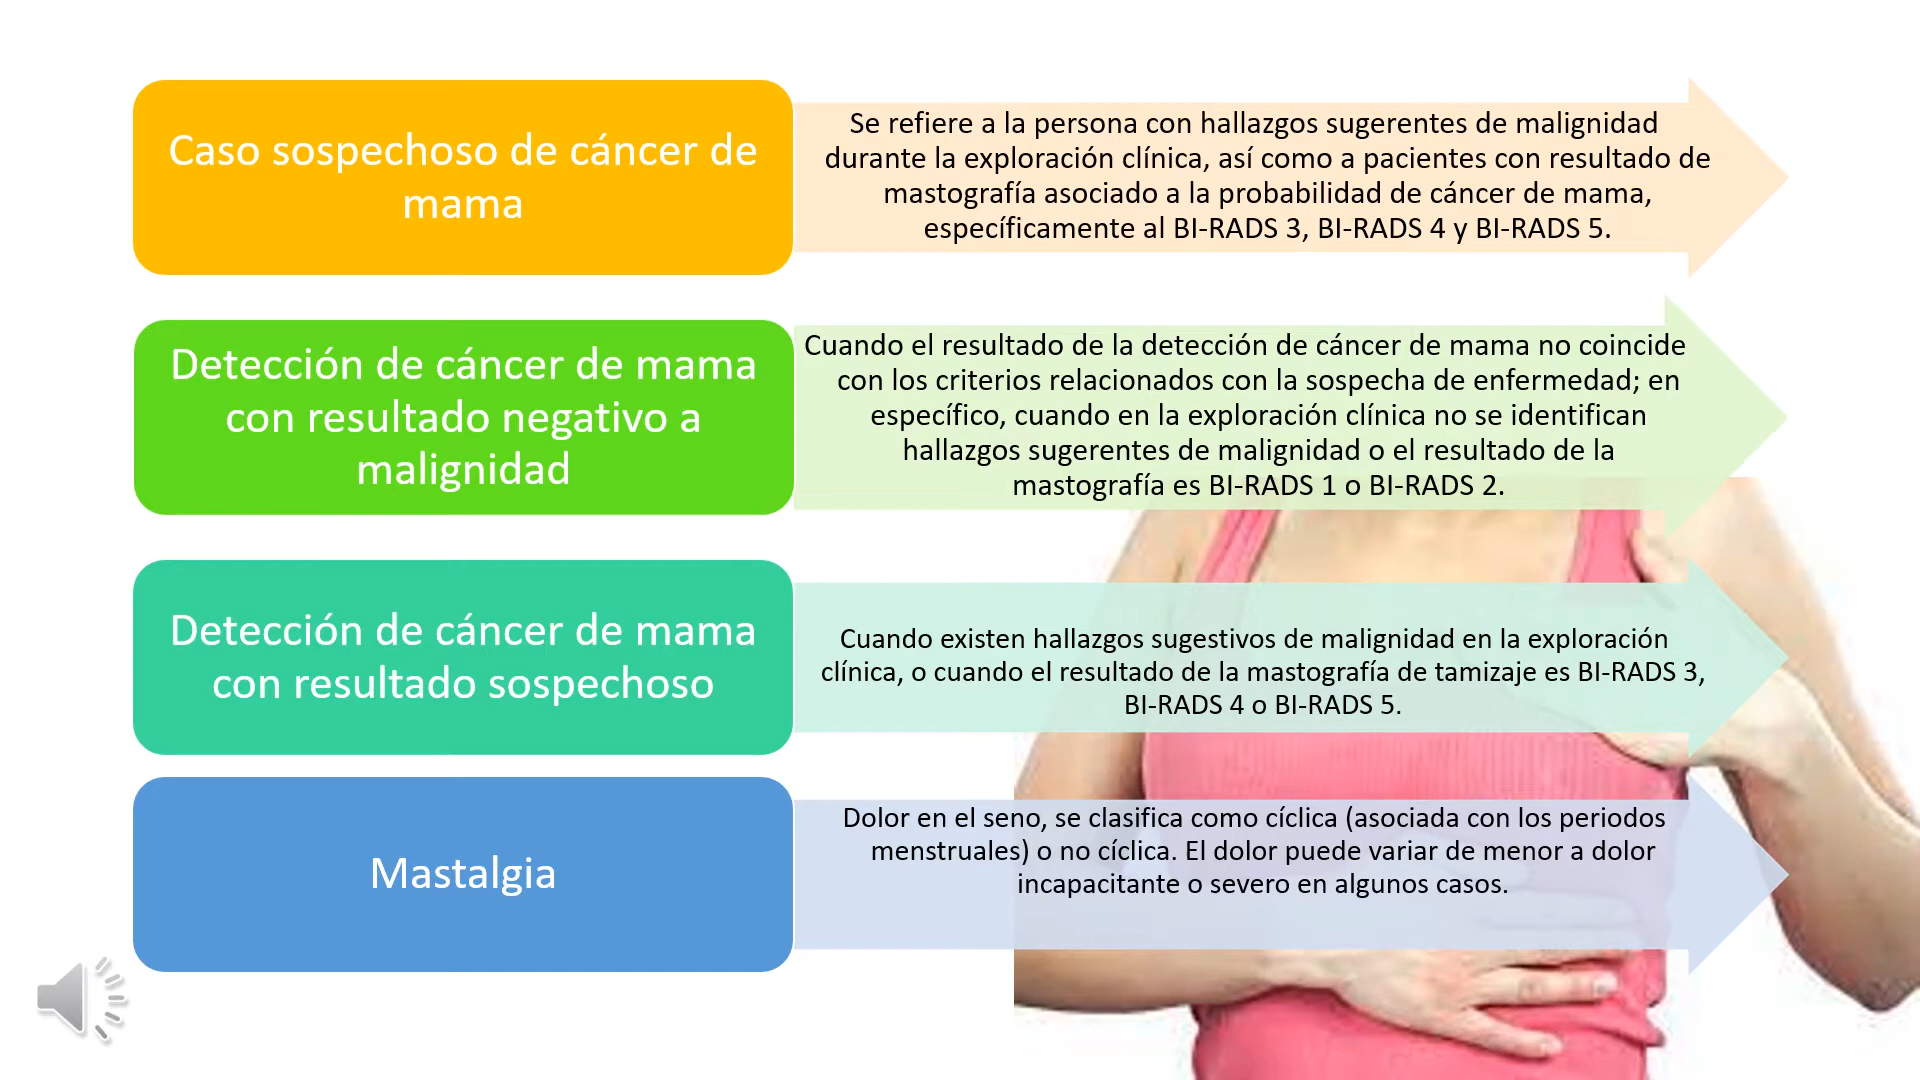 Caso sospechoso de cáncer de
mama
Se refiere a la persona con hallazgos sugerentes de malignidad
durante la exploración clínica, así como a pacientes con resultado de
mastografía asociado a la probabilidad de cáncer de mama,
específicamente al BI-RADS 3, BI-RADS 4 y BI-RADS 5.
Detección de cáncer de mama
con resultado negativo a
malignidad
Cuando el resultado de la detección de cáncer de mama no coincide
con los criterios relacionados con la sospecha de enfermedad; en
específico, cuando en la exploración clínica no se identifican
hallazgos sugerentes de malignidad o el resultado de la
mastografía es BI-RADS 1 o BI-RADS 2.
Detección de cáncer de mama
con resultado sospechoso
Cuando existen hallazgos sugestivos de malignidad en la exploración
clínica, o cuando el resultado de la mastografía de tamizaje es BI-RADS 3,
BI-RADS 4 o BI-RADS 5.
Mastalgia
Dolor en el seno, se clasifica como cíclica (asociada con los periodos
menstruales) o no cíclica. El dolor puede variar de menor a dolor
incapacitante o severo en algunos casos.